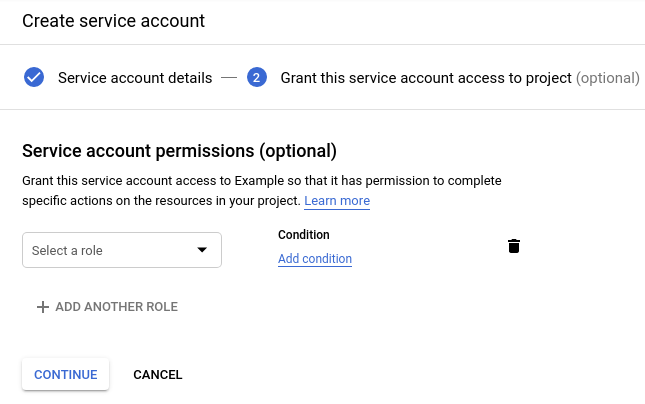 Create service account
Service account details — 2 Grant this service account access to project (optional)
Service account permissions (optional)
Grant this service account access to Example so that it has permission to complete
specific actions on the resources in your project. Learn more
Condition
Select a role
Add condition
+ ADD ANOTHER ROLE
CONTINUE CANCEL